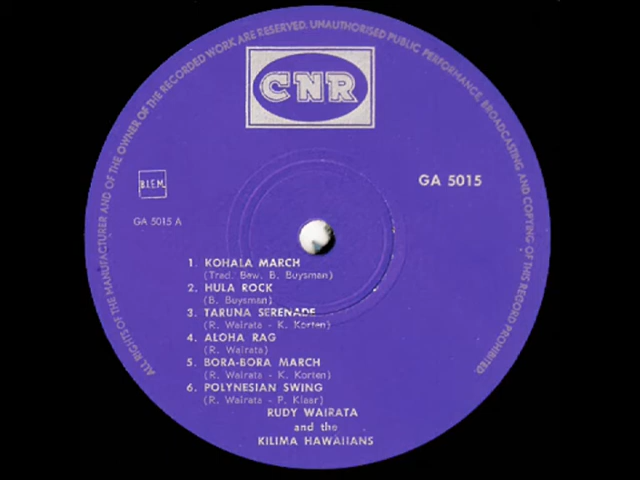 ALL RIGHTS OF THE MANUFACTURER AND OF THE OWNER OF THE RECORDED WORK ARE RESERVED. UNAUTHORISED PUBLIC PERFORMANCE, BROADCASTING AND COPYING OF THIS RECORD PROHIBITED.
CNR
GA 5015
B.I.E.M.
GA 5015 A
1. KOHALA MARCH
(Trad. Bew. B. Buysman)
2. HULA ROCK
(B. Buysman)
3. TARUNA SERENADE
(R. Wairata - K. Korten)
4. ALOHA RAG
(R. Wairata)
5. BORA-BORA MARCH
(R. Wairata - K. Korten)
6. POLYNESIAN SWING
(R. Wairata - P. Klaar)
RUDY WAIRATA
and the
KILIMA HAWAIIANS